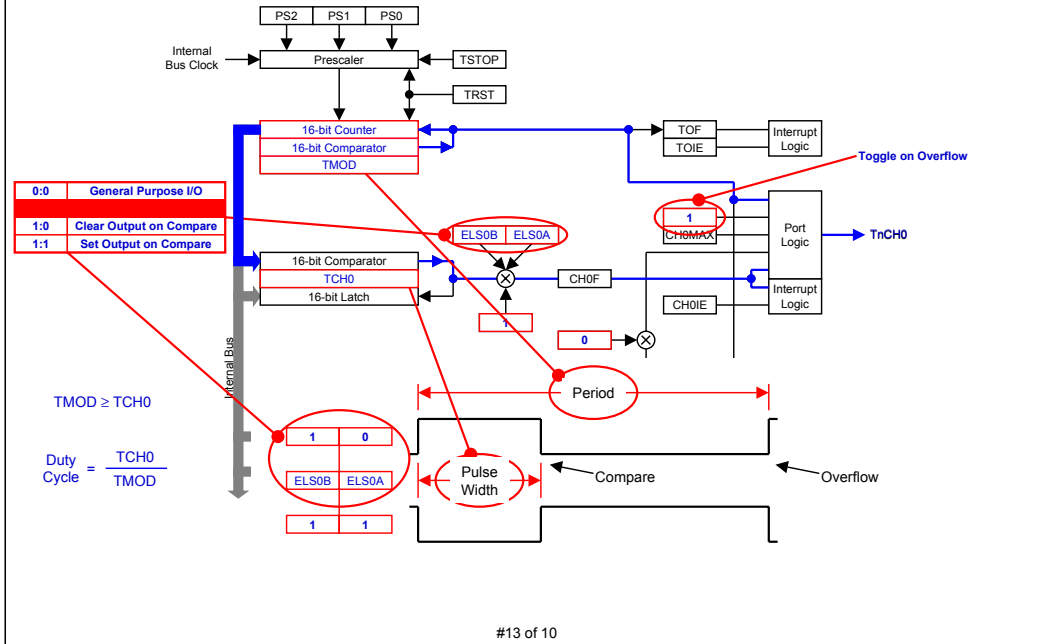 PS2 PS1 PS0
Internal
Bus Clock
Prescaler
TSTOP
TRST
16-bit Counter
16-bit Comparator
TMOD
TOF
TOIE
Interrupt
Logic
Toggle on Overflow
0:0 General Purpose I/O
1:0 Clear Output on Compare
1:1 Set Output on Compare
1
CH0MAX
Port
Logic
TnCH0
ELS0B ELS0A
16-bit Comparator
TCH0
16-bit Latch
CH0F
Interrupt
Logic
CH0IE
1
0
Internal Bus
Period
TMOD ≥ TCH0
1 0
Duty
Cycle
=
TCH0
TMOD
ELS0B ELS0A
Pulse
Width
Compare
Overflow
1 1
#13 of 10